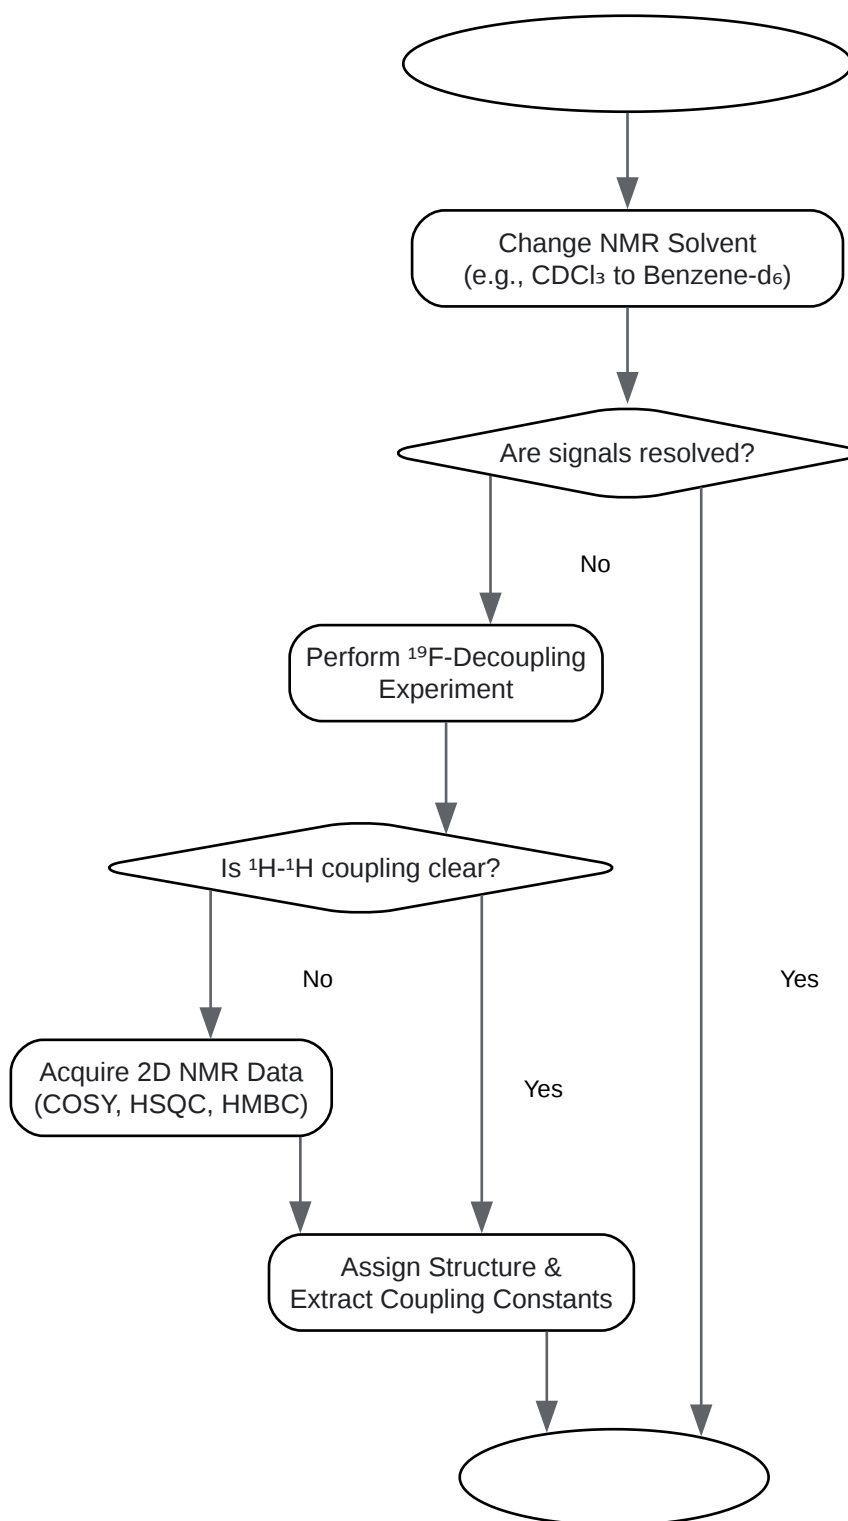 Change NMR Solvent
(e.g., CDCl₃ to Benzene-d₆)
Are signals resolved?
No
Perform ¹⁹F-Decoupling
Experiment
Is ¹H-¹H coupling clear?
No
Yes
Acquire 2D NMR Data
(COSY, HSQC, HMBC)
Yes
Assign Structure &
Extract Coupling Constants